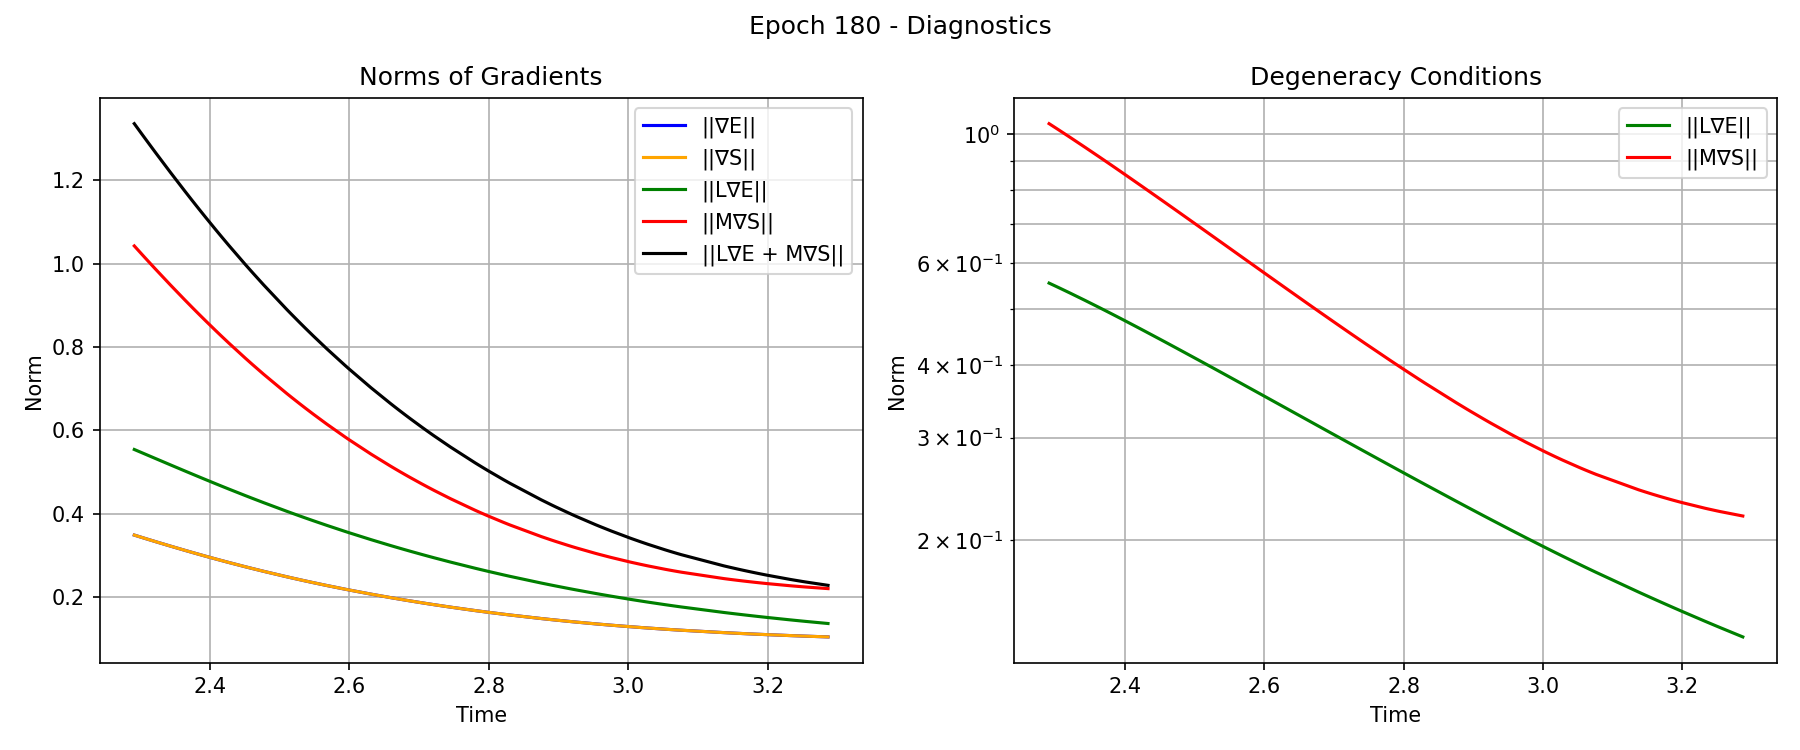 Epoch 180 - Diagnostics
Norms of Gradients
Norm
1.2
1.0
0.8
0.6
0.4
0.2
||∇E||
||∇S||
||L∇E||
||M∇S||
||L∇E + M∇S||
2.4 2.6 2.8 3.0 3.2
Time
Degeneracy Conditions
Norm
10⁰
6 × 10⁻¹
4 × 10⁻¹
3 × 10⁻¹
2 × 10⁻¹
||L∇E||
||M∇S||
2.4 2.6 2.8 3.0 3.2
Time